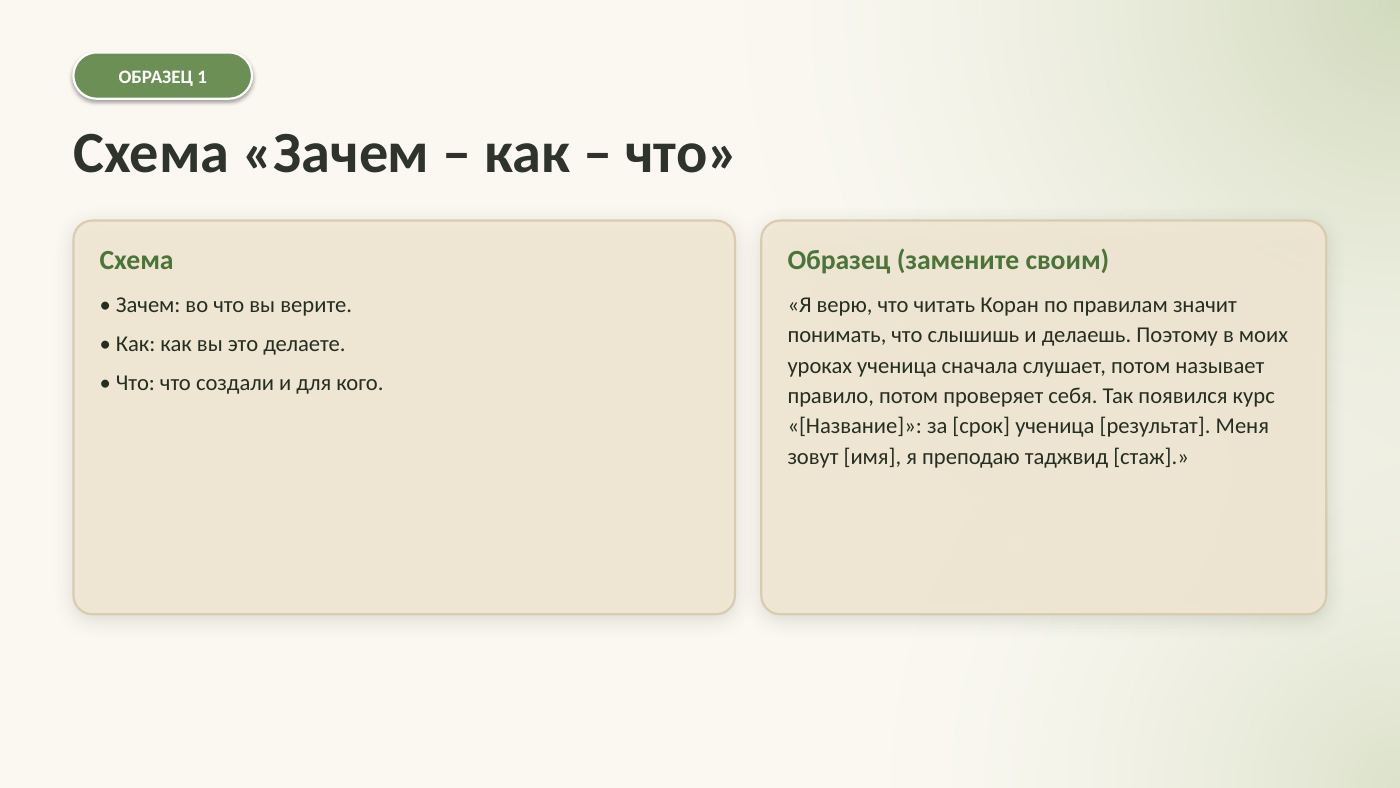 ОБРАЗЕЦ 1
Схема «Зачем – как – что»
Схема
• Зачем: во что вы верите.
• Как: как вы это делаете.
• Что: что создали и для кого.
Образец (замените своим)
«Я верю, что читать Коран по правилам значит
понимать, что слышишь и делаешь. Поэтому в моих
уроках ученица сначала слушает, потом называет
правило, потом проверяет себя. Так появился курс
«[Название]»: за [срок] ученица [результат]. Меня
зовут [имя], я преподаю таджвид [стаж].»